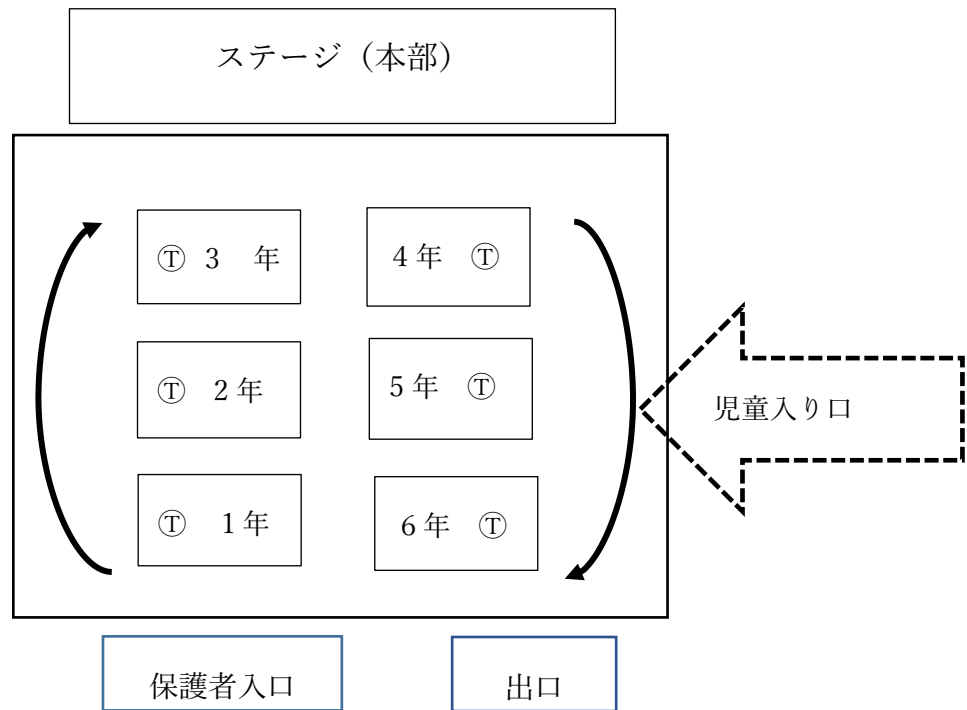 ステージ（本部）
Ⓣ 3　年
4年　Ⓣ
Ⓣ　2年
5年　Ⓣ
児童入り口
Ⓣ　1年
6年　Ⓣ
保護者入口
出口